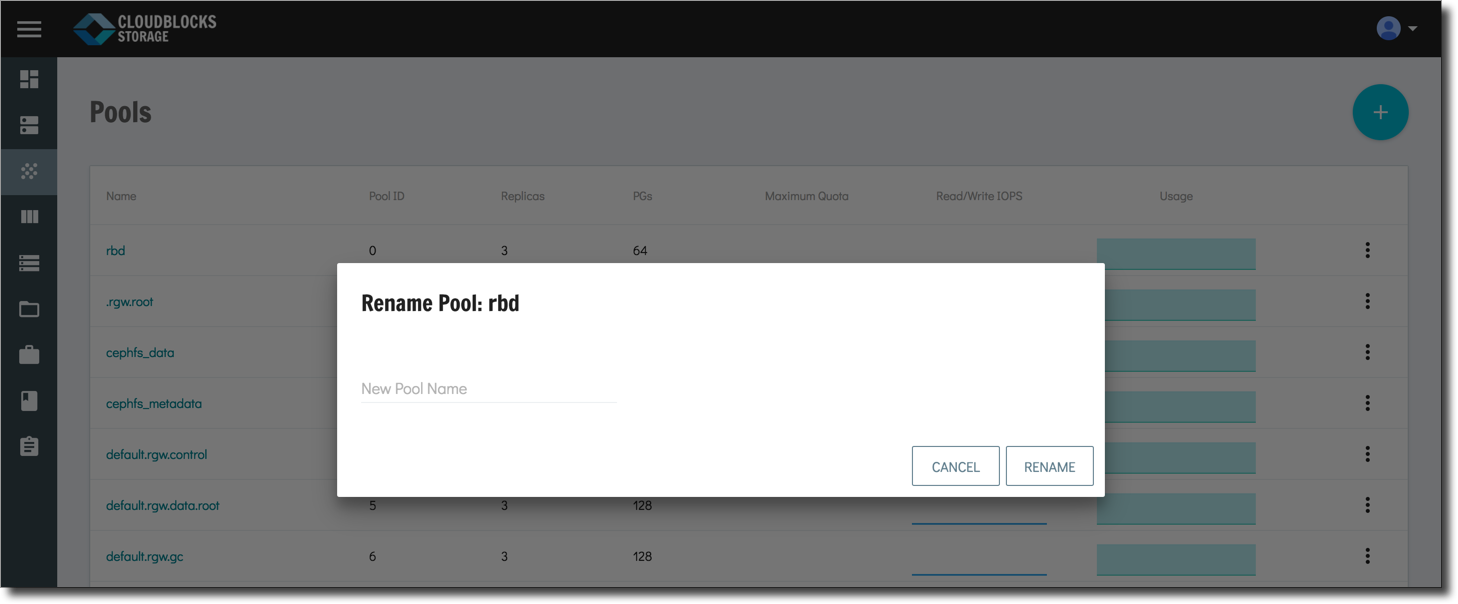 CLOUDBLOCKS
STORAGE
Pools
+
Name Pool ID Replicas PGs Maximum Quota Read/Write IOPS Usage
rbd 0 3 64
.rgw.root
cephfs_data
cephfs_metadata
default.rgw.control
default.rgw.data.root 5 3 128
default.rgw.gc 6 3 128
Rename Pool: rbd
New Pool Name
CANCEL RENAME